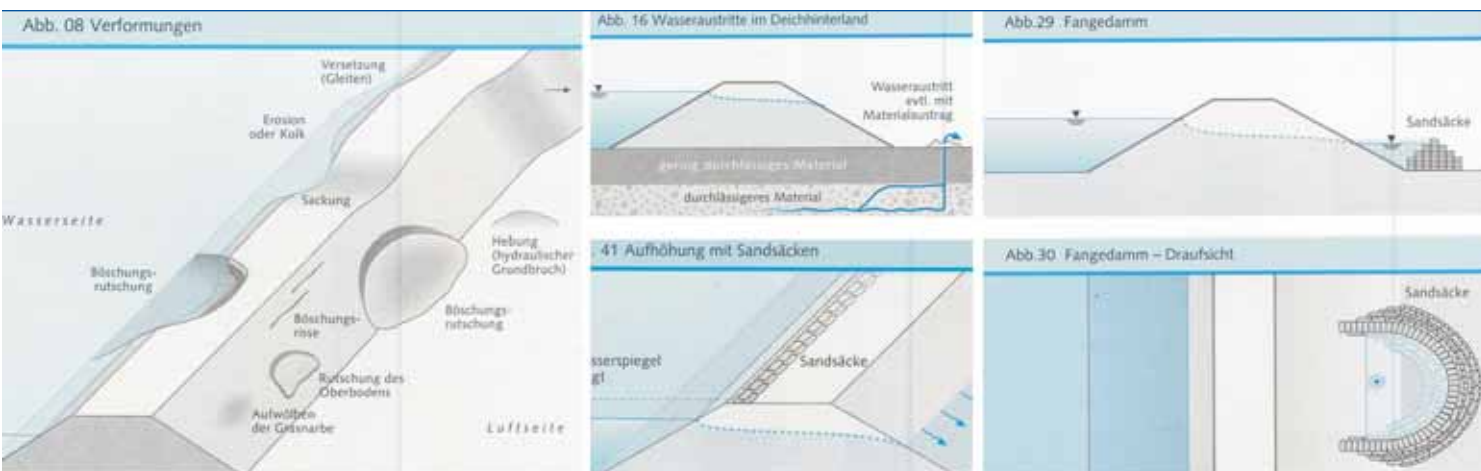 Abb. 08 Verformungen
Versetzung
(Gleiten)
Erosion
oder Kolk
Sackung
Wasserseite
Böschungs-
rutschung
Hebung
(hydraulischer
Grundbruch)
Böschungs-
risse
Böschungs-
rutschung
Rutschung des
Oberbodens
Aufwölben
der Grasnarbe
Luftseite
Abb. 16 Wasseraustritte im Deichhinterland
Wasseraustritt
evtl. mit
Materialaustrag
gering durchlässiges Material
durchlässigeres Material
Abb.29 Fangedamm
Sandsäcke
. 41 Aufhöhung mit Sandsäcken
sserspiegel
gt
Sandsäcke
Abb.30 Fangedamm – Draufsicht
Sandsäcke